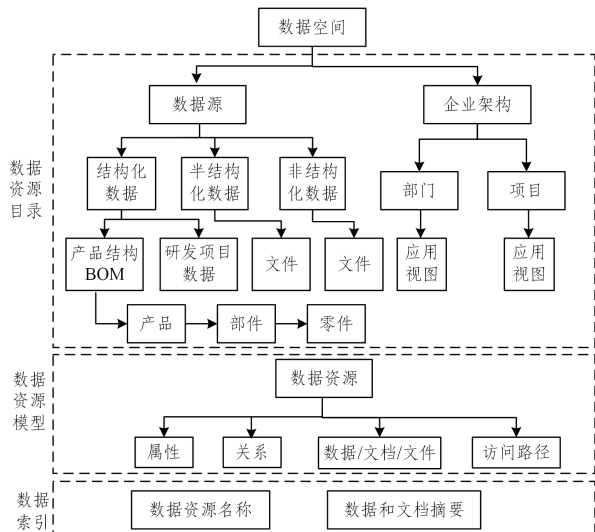 数据空间
数据源
企业架构
数据
资源
目录
结构化
数据
半结构
化数据
非结构
化数据
部门
项目
产品结构
BOM
研发项目
数据
文件
文件
应用
视图
应用
视图
产品
部件
零件
数据
资源
模型
数据资源
属性
关系
数据/文档/文件
访问路径
数据
索引
数据资源名称
数据和文档摘要